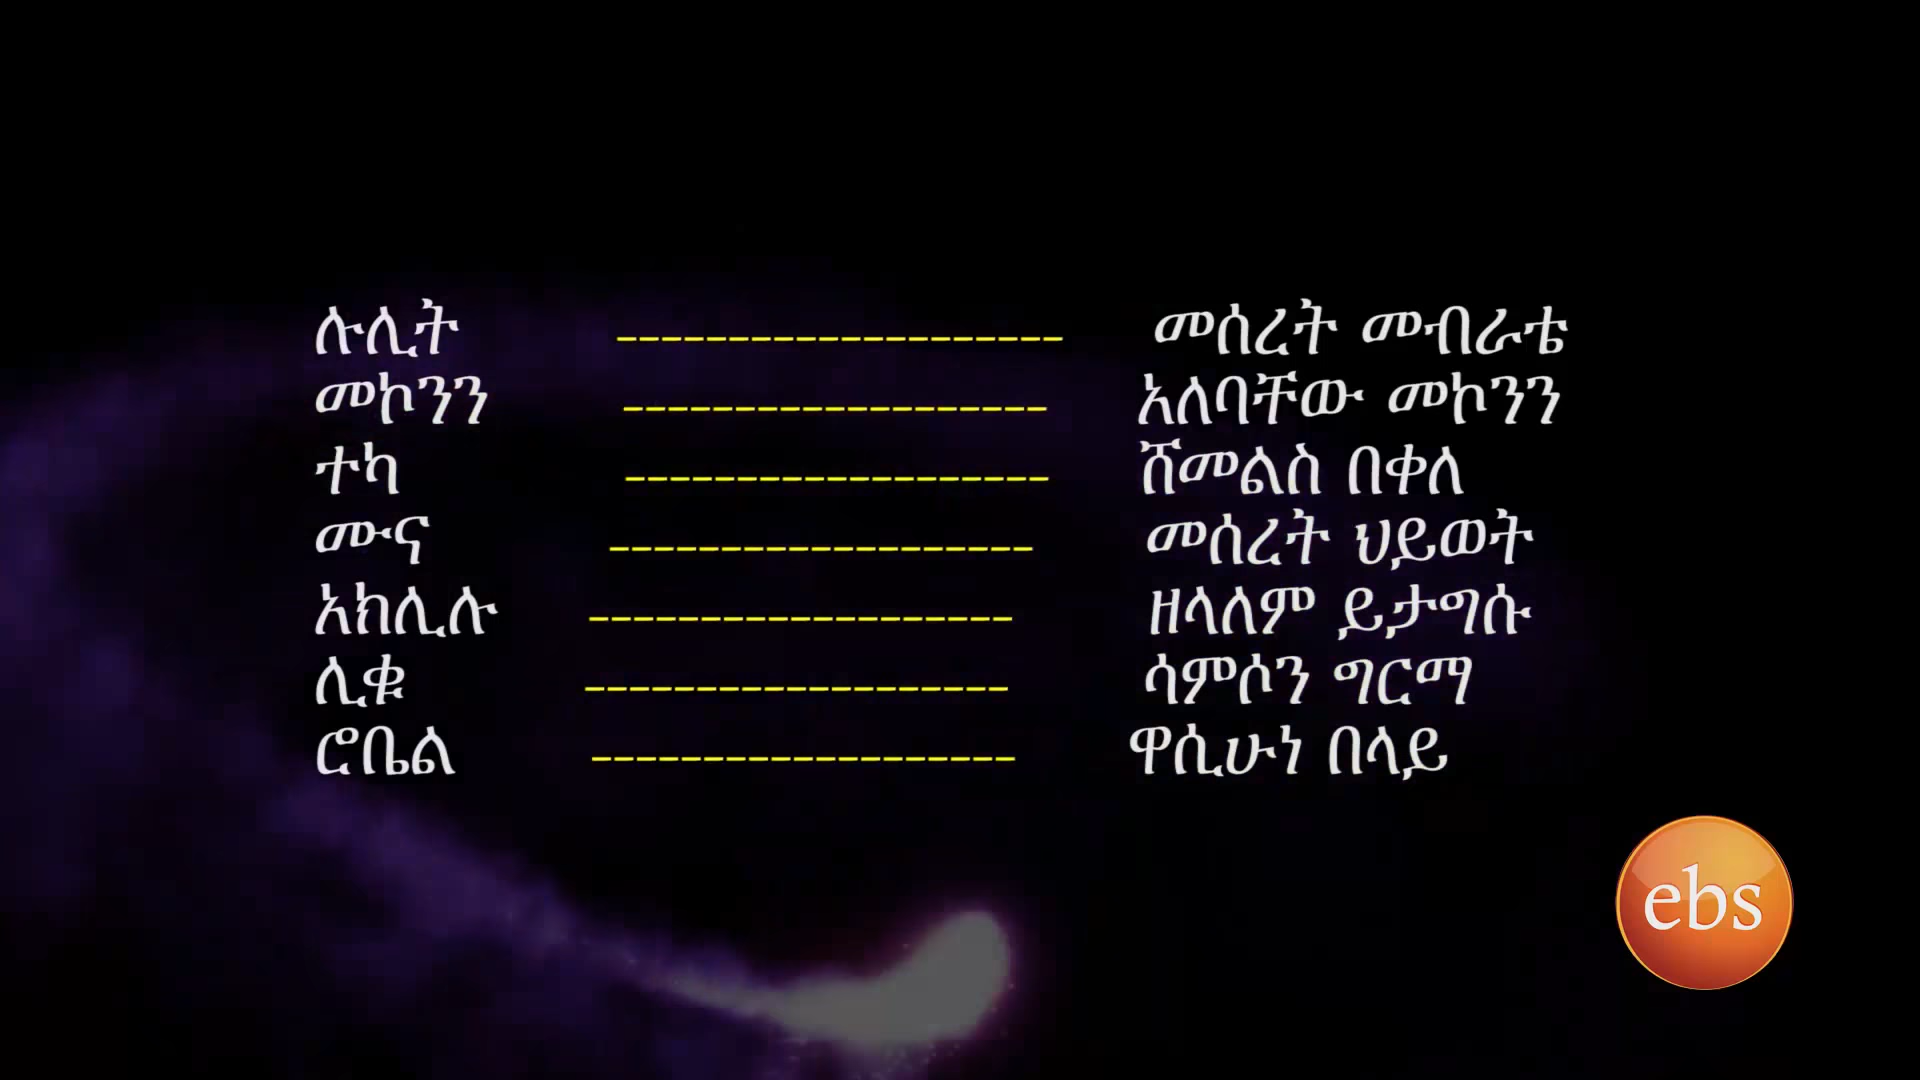 ሉሊት ------------------- መሰረት መብራቴ
መኮንን ------------------- አለባቸው መኮንን
ተካ ------------------- ሸመልስ በቀለ
ሙና ------------------- መሰረት ህይወት
አክሊሉ ------------------- ዘላለም ይታግሱ
ሊቁ ------------------- ሳምሶን ግርማ
ሮቤል ------------------- ዋሲሁነ በላይ
ebs